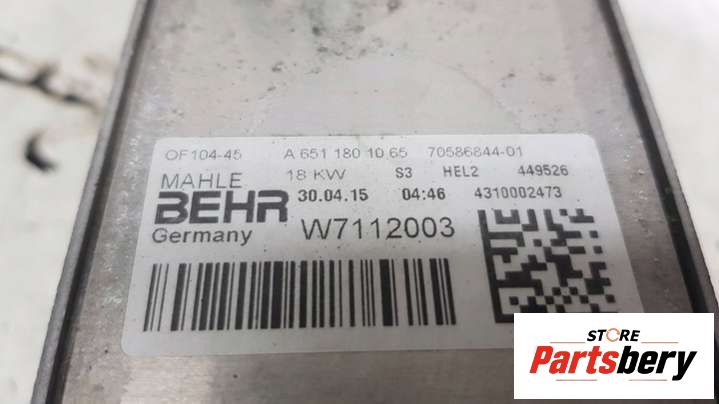 OF104-45 A 651 180 10 65 70586844-01
MAHLE 18 KW S3 HEL2 449526
BEHR 30.04.15 04:46 4310002473
Germany W7112003
STORE
Partsbery